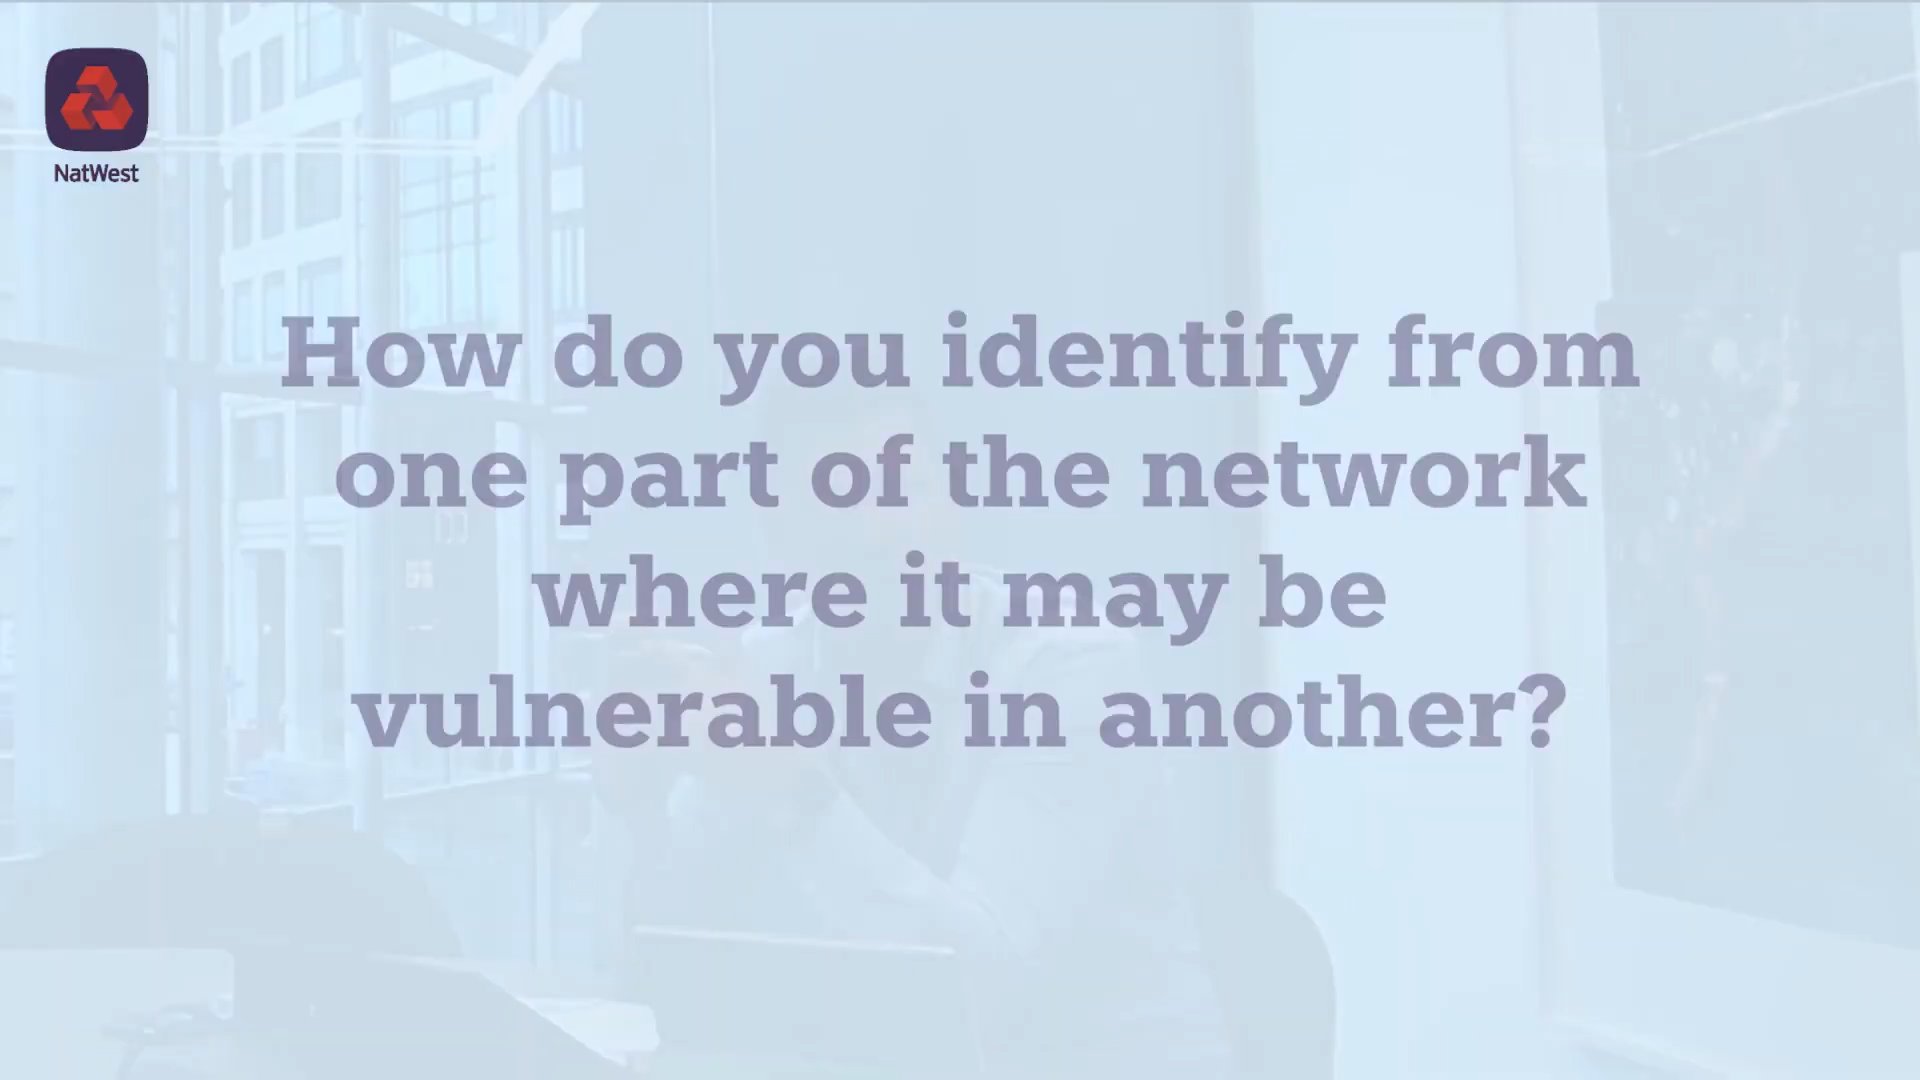 NatWest
How do you identify from
one part of the network
where it may be
vulnerable in another?